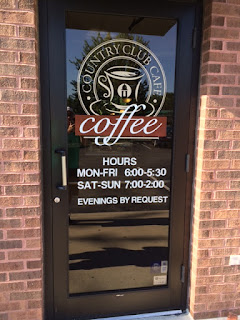 COUNTRY CLUB CAFE
coffee
HOURS
MON-FRI 6:00-5:30
SAT-SUN 7:00-2:00
EVENINGS BY REQUEST